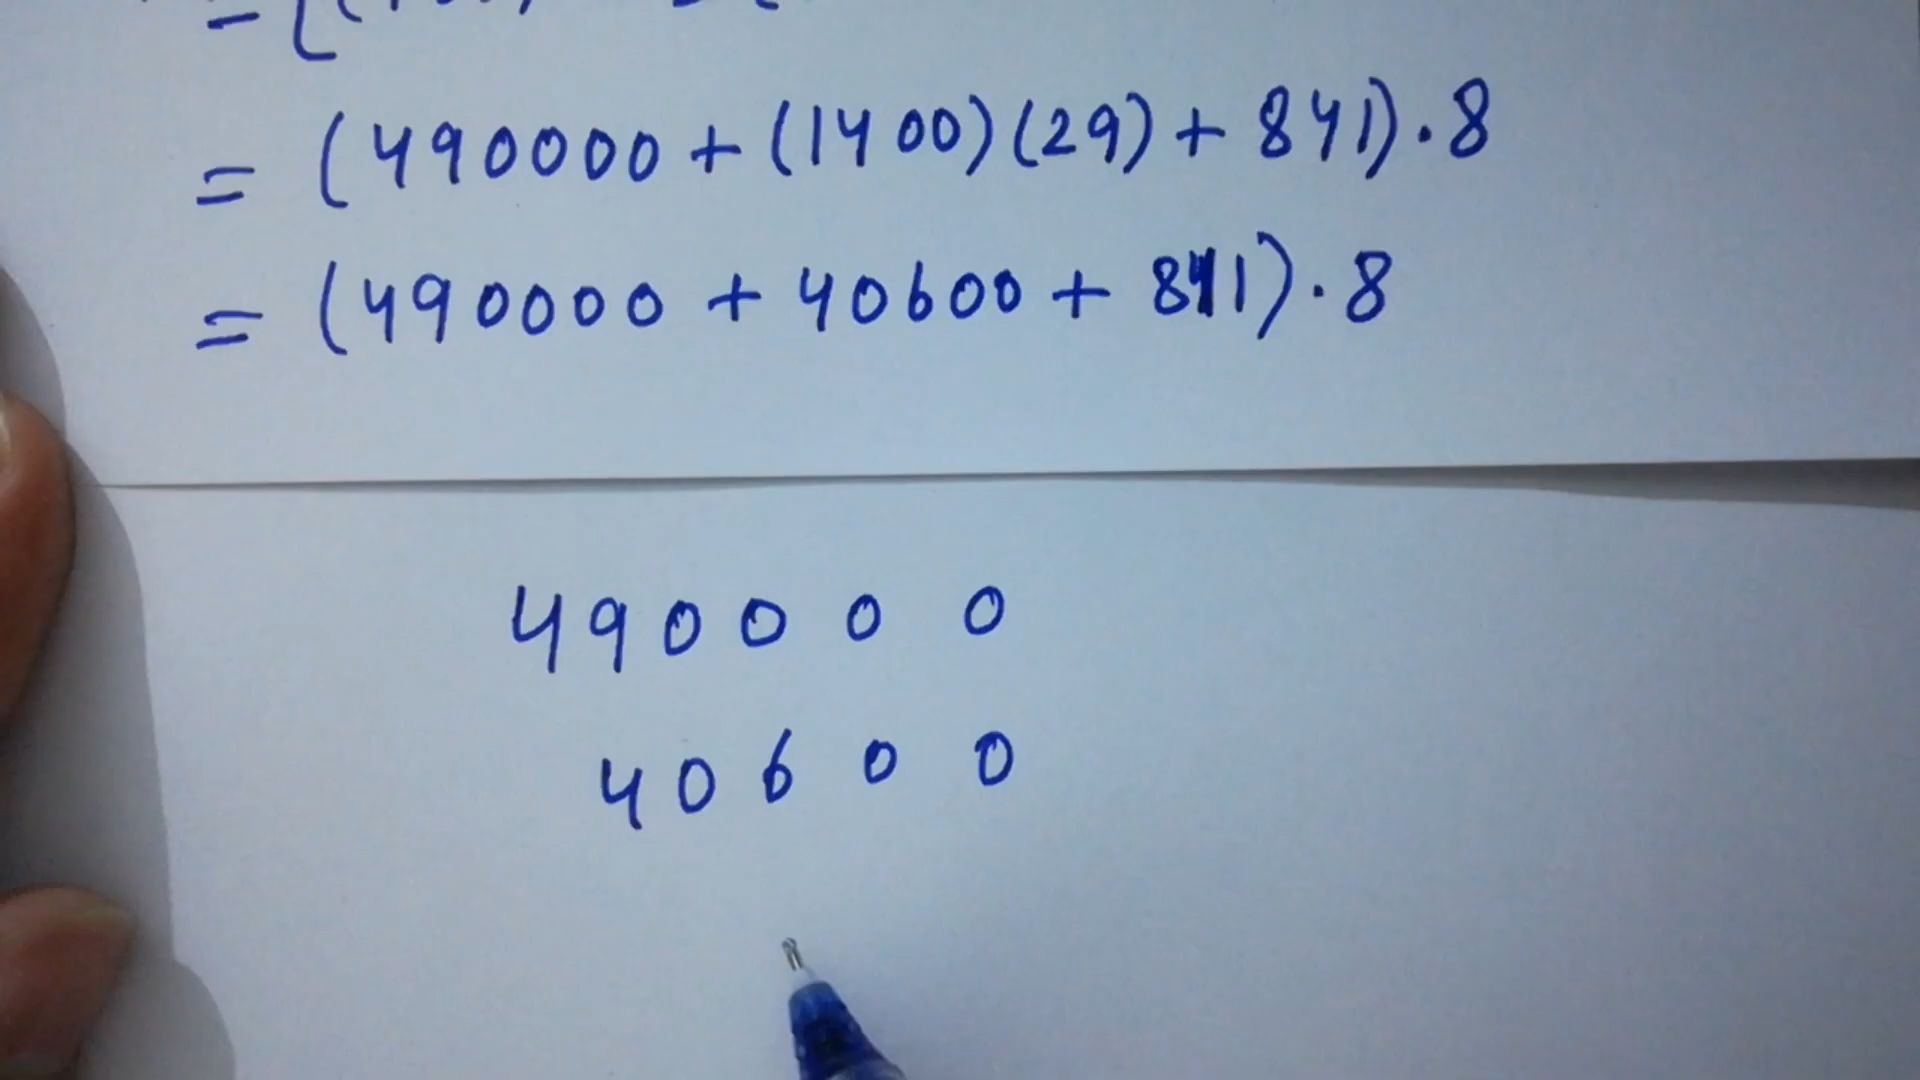 = (490000 + (1400)(29) + 841) . 8
= (490000 + 40600 + 841) . 8
490000
40600